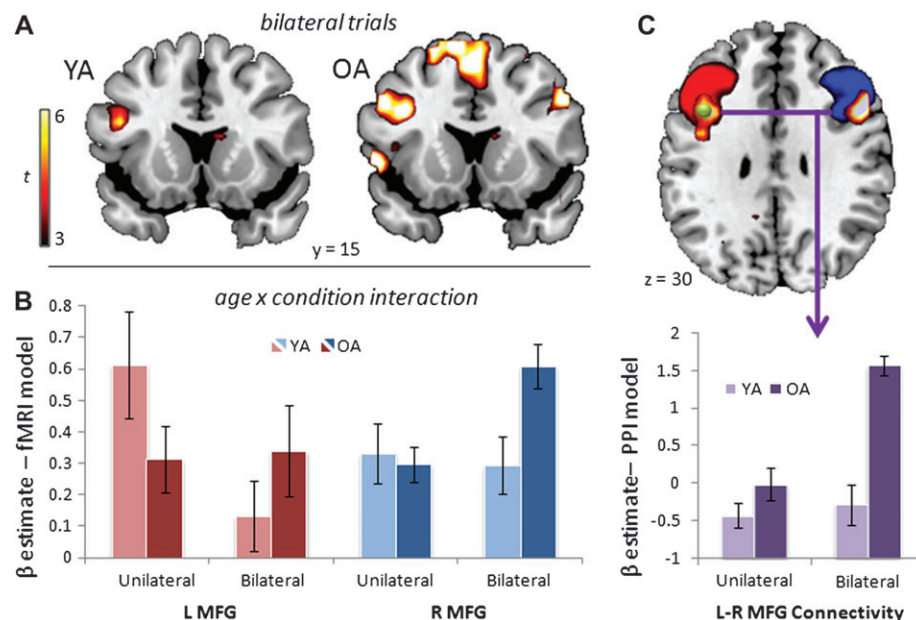 A
bilateral trials
C
YA
OA
6
t
3
y = 15
z = 30
B
age x condition interaction
0.8
0.7
0.6
0.5
0.4
0.3
0.2
0.1
0
β estimate – fMRI model
YA
OA
Unilateral
Bilateral
Unilateral
Bilateral
L MFG
R MFG
2
1.5
1
0.5
0
-0.5
-1
β estimate– PPI model
YA
OA
Unilateral
Bilateral
L-R MFG Connectivity